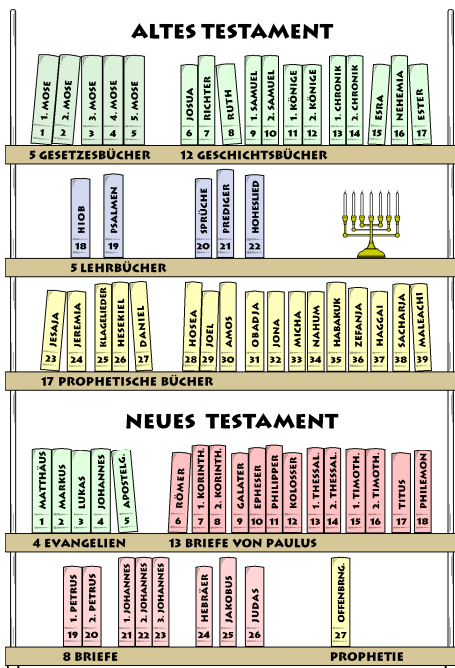 ALTES TESTAMENT
1. MOSE 1
2. MOSE 2
3. MOSE 3
4. MOSE 4
5. MOSE 5
JOSUA 6
RICHTER 7
RUTH 8
1. SAMUEL 9
2. SAMUEL 10
1. KÖNIGE 11
2. KÖNIGE 12
1. CHRONIK 13
2. CHRONIK 14
ESRA 15
NEHEMIA 16
ESTER 17
5 GESETZESBÜCHER
12 GESCHICHTSBÜCHER
HIOB 18
PSALMEN 19
SPRÜCHE 20
PREDIGER 21
HOHESLIED 22
5 LEHRBÜCHER
JESAJA 23
JEREMIA 24
KLAGELIEDER 25
HESEKIEL 26
DANIEL 27
HOSEA 28
JOEL 29
AMOS 30
OBADJA 31
JONA 32
MICHA 33
NAHUM 34
HABAKUK 35
ZEFANJA 36
HAGGAI 37
SACHARJA 38
MALEACHI 39
17 PROPHETISCHE BÜCHER
NEUES TESTAMENT
MATTHÄUS 1
MARKUS 2
LUKAS 3
JOHANNES 4
APOSTELG. 5
RÖMER 6
1. KORINTH. 7
2. KORINTH. 8
GALATER 9
EPHESER 10
PHILIPPER 11
KOLOSSER 12
1. THESSAL. 13
2. THESSAL. 14
1. TIMOTH. 15
2. TIMOTH. 16
TITUS 17
PHILEMON 18
4 EVANGELIEN
13 BRIEFE VON PAULUS
1. PETRUS 19
2. PETRUS 20
1. JOHANNES 21
2. JOHANNES 22
3. JOHANNES 23
HEBRÄER 24
JAKOBUS 25
JUDAS 26
OFFENBRNG. 27
8 BRIEFE
PROPHETIE